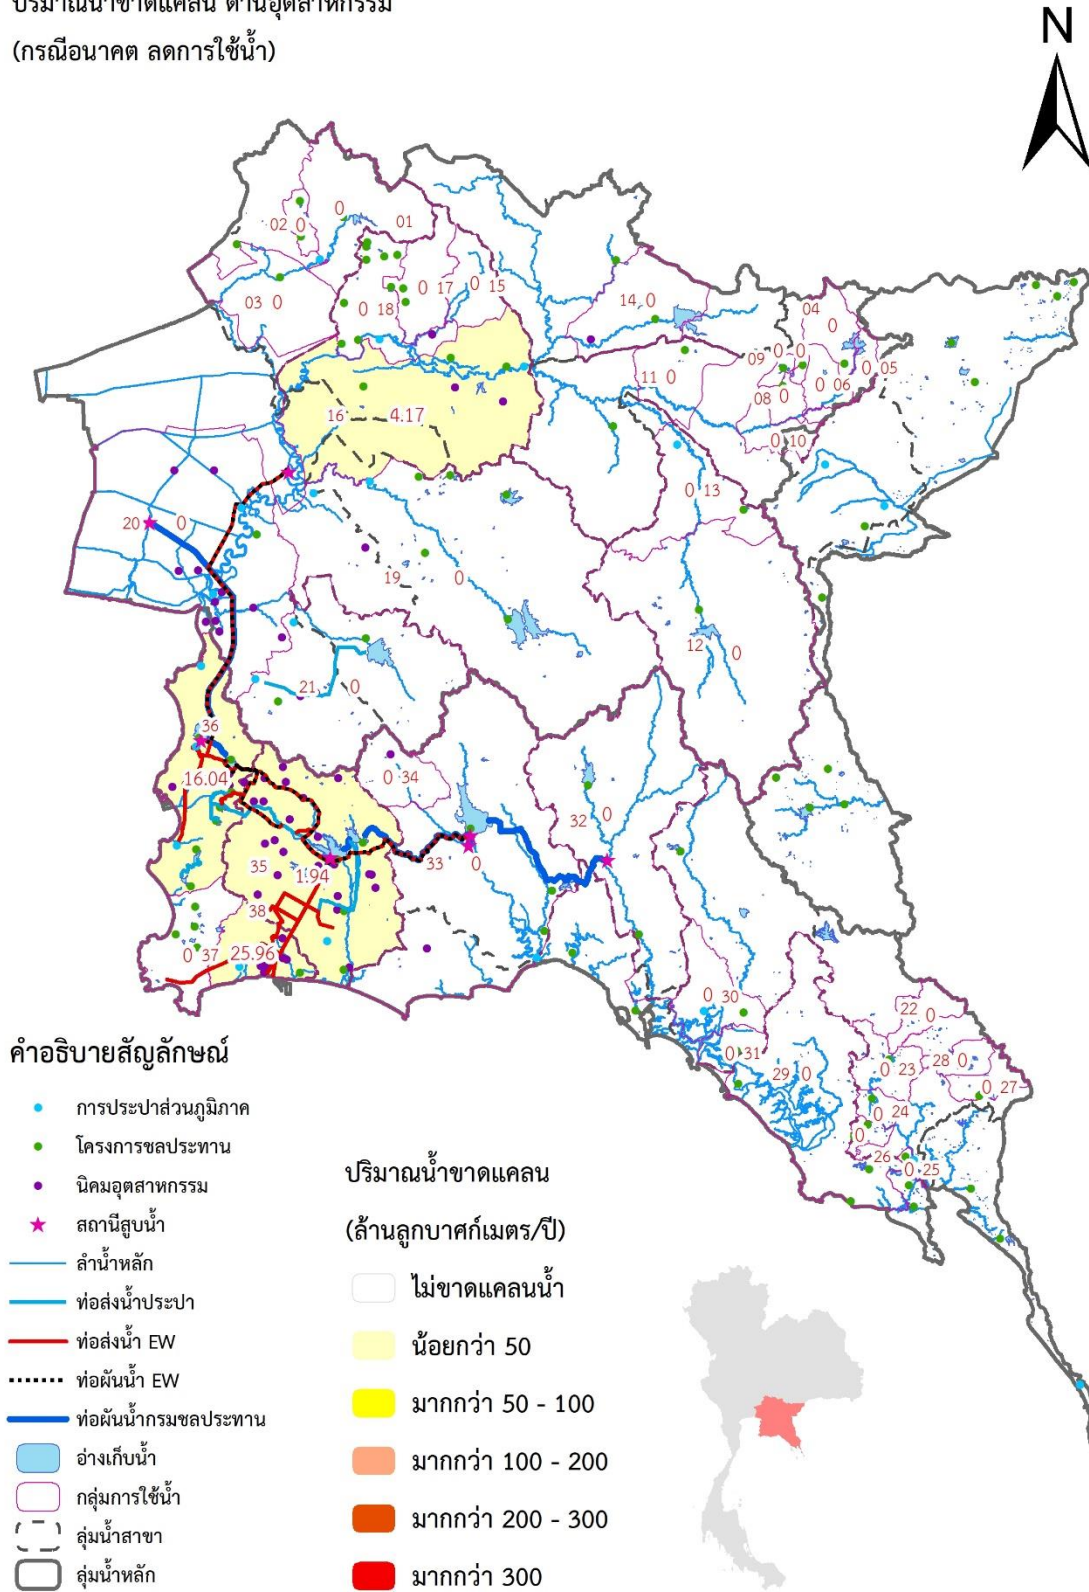 ปริมาณน้ำขาดแคลน ด้านอุตสาหกรรม
(กรณีอนาคต ลดการใช้น้ำ)
N
0
02 0
01
03 0
0 17
0 15
0 18
14 0
04
0
09 0 0
0 05
11 0
0 06
08 0
16
4.17
0 10
0 13
20 0
19
0
12
0
21
0
36
16.04
0 34
32 0
33
0
35
1.94
38
0 37
25.96
0 30
22 0
0 31
28 0
0 23
29 0
0 27
0 24
0
26
0 25
คำอธิบายสัญลักษณ์
การประปาส่วนภูมิภาค
โครงการชลประทาน
นิคมอุตสาหกรรม
สถานีสูบน้ำ
ลำน้ำหลัก
ท่อส่งน้ำประปา
ท่อส่งน้ำ EW
ท่อผันน้ำ EW
ท่อผันน้ำกรมชลประทาน
อ่างเก็บน้ำ
กลุ่มการใช้น้ำ
ลุ่มน้ำสาขา
ลุ่มน้ำหลัก
ปริมาณน้ำขาดแคลน
(ล้านลูกบาศก์เมตร/ปี)
ไม่ขาดแคลนน้ำ
น้อยกว่า 50
มากกว่า 50 - 100
มากกว่า 100 - 200
มากกว่า 200 - 300
มากกว่า 300